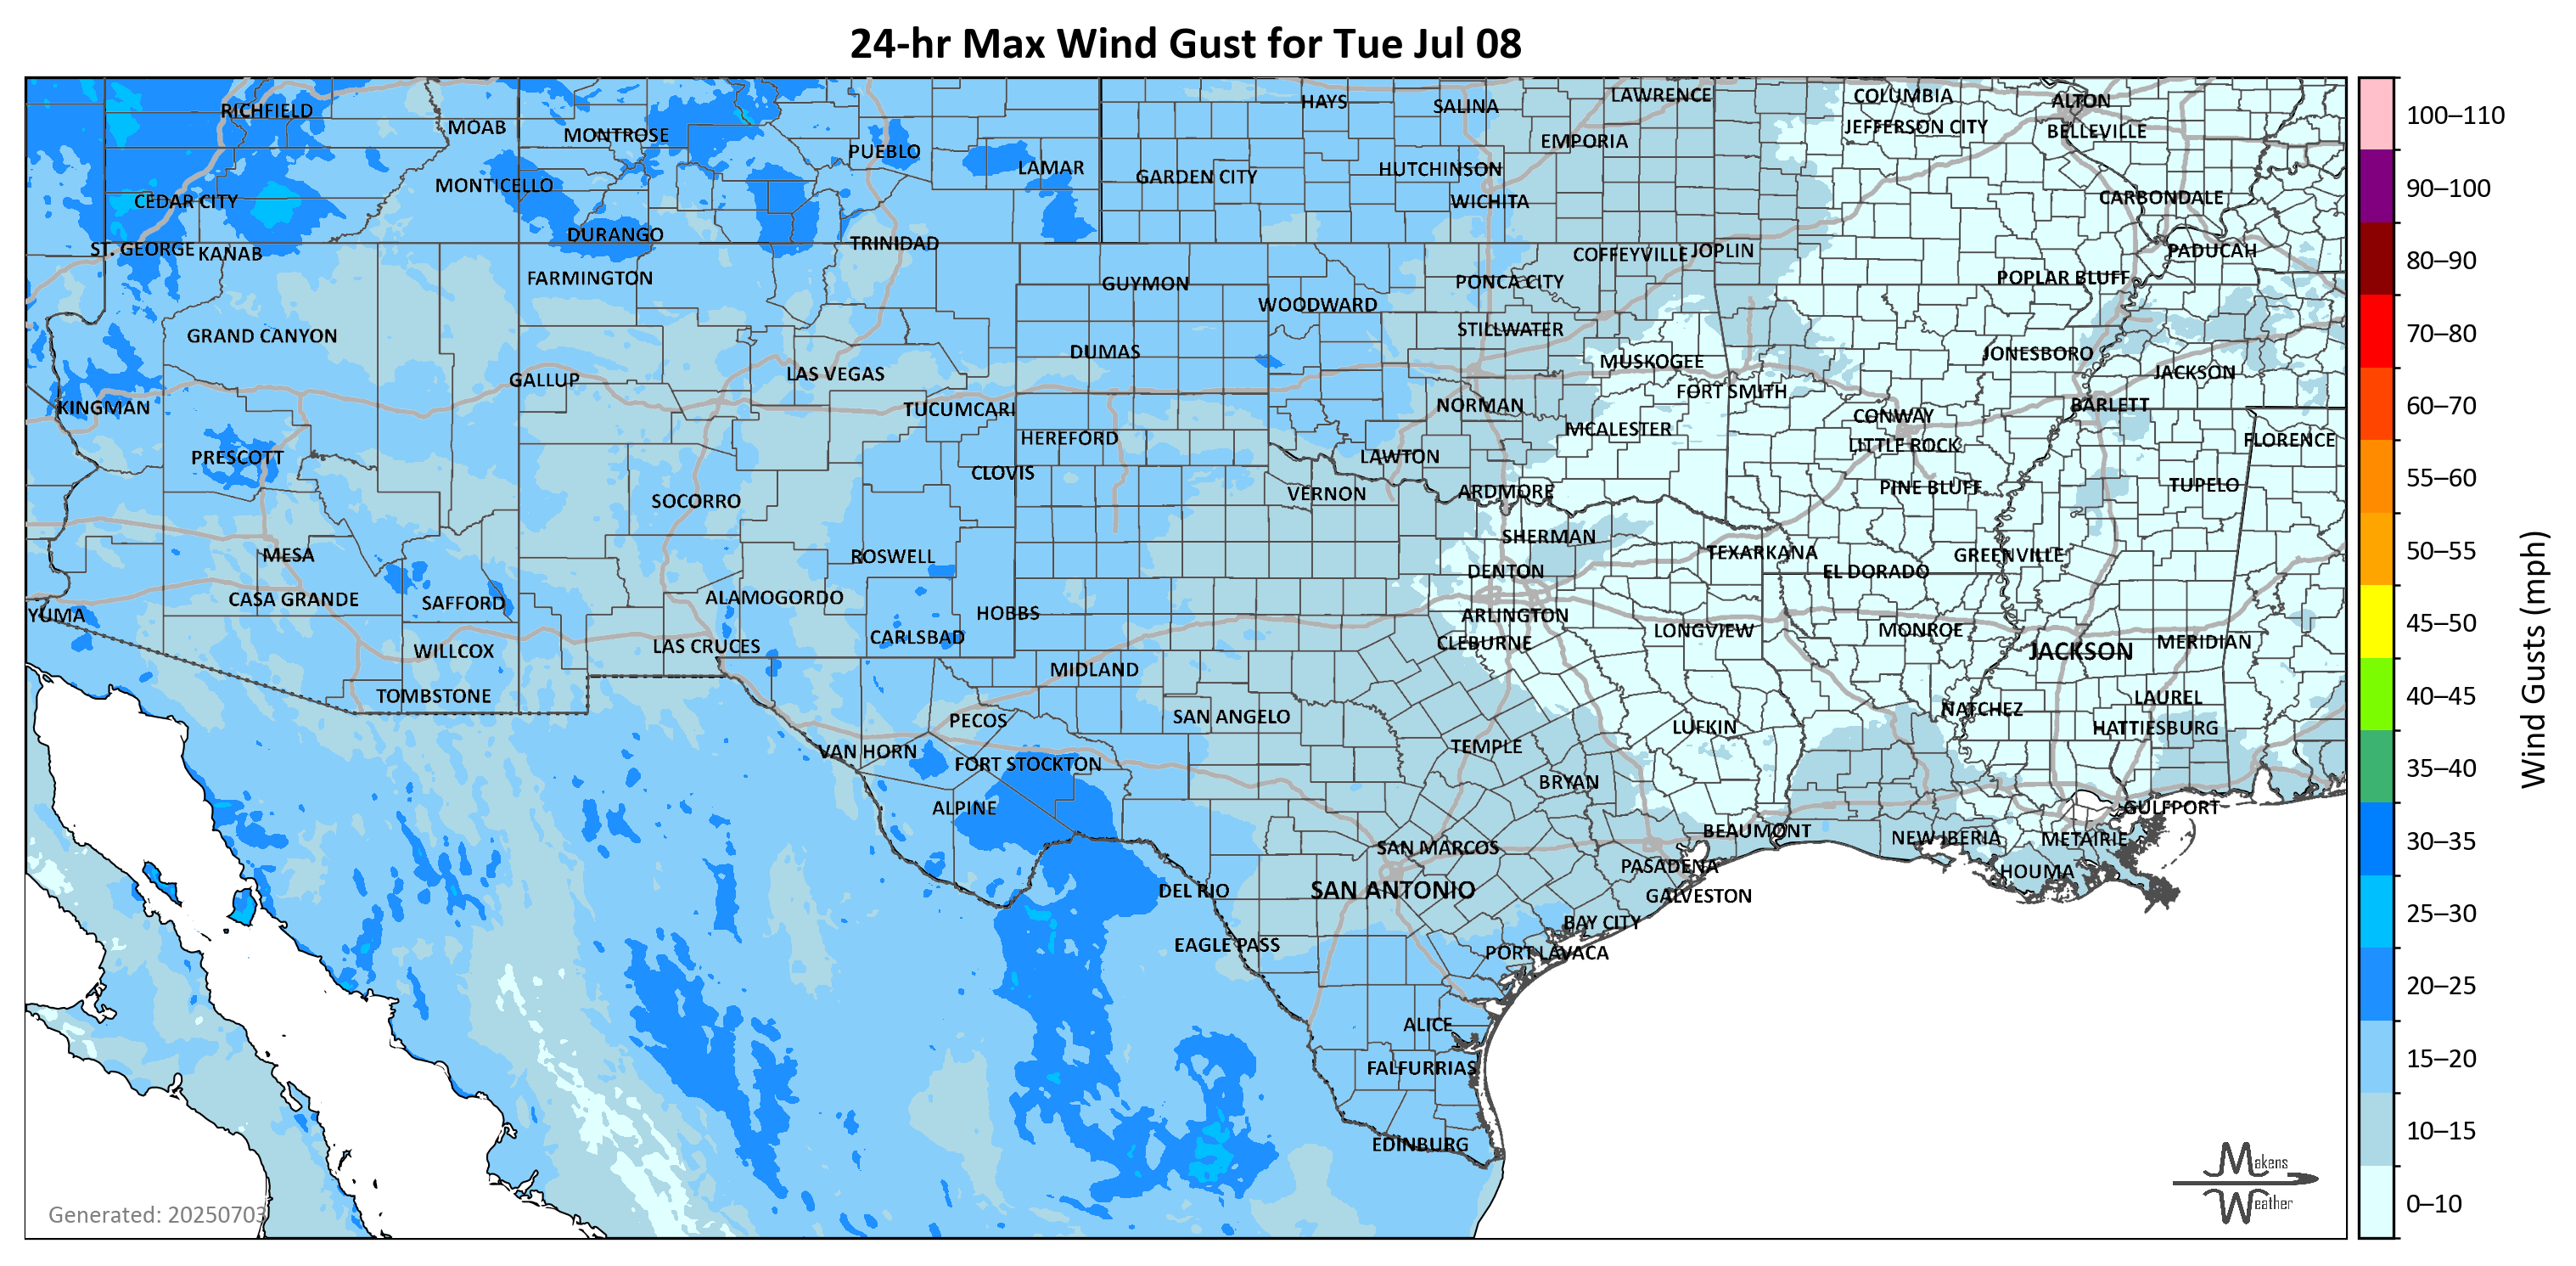 24-hr Max Wind Gust for Tue Jul 08
RICHFIELD
MOAB
MONTROSE
PUEBLO
LAMAR
HAYS
SALINA
LAWRENCE
EMPORIA
COLUMBIA
JEFFERSON CITY
ALTON
BELLEVILLE
MONTICELLO
CEDAR CITY
GARDEN CITY
HUTCHINSON
WICHITA
CARBONDALE
ST. GEORGE
KANAB
DURANGO
TRINIDAD
COFFEYVILLE
JOPLIN
PADUCAH
FARMINGTON
GUYMON
WOODWARD
PONCA CITY
POPLAR BLUFF
GRAND CANYON
DUMAS
STILLWATER
MUSKOGEE
JONESBORO
JACKSON
GALLUP
LAS VEGAS
FORT SMITH
KINGMAN
TUCUMCARI
NORMAN
CONWAY
BARLETT
PRESCOTT
HEREFORD
MCALESTER
LITTLE ROCK
FLORENCE
CLOVIS
LAWTON
SOCORRO
VERNON
ARDMORE
PINE BLUFF
TUPELO
MESA
ROSWELL
SHERMAN
TEXARKANA
GREENVILLE
DENTON
EL DORADO
YUMA
CASA GRANDE
SAFFORD
ALAMOGORDO
HOBBS
ARLINGTON
CLEBURNE
LONGVIEW
MONROE
WILLCOX
LAS CRUCES
CARLSBAD
JACKSON
MERIDIAN
TOMBSTONE
MIDLAND
LAUREL
PECOS
SAN ANGELO
LUFKIN
NATCHEZ
HATTIESBURG
VAN HORN
FORT STOCKTON
TEMPLE
BRYAN
ALPINE
GULFPORT
BEAUMONT
NEW IBERIA
METAIRIE
SAN MARCOS
PASADENA
HOUMA
DEL RIO
SAN ANTONIO
GALVESTON
BAY CITY
EAGLE PASS
PORT LAVACA
ALICE
FALFURRIAS
EDINBURG
Generated: 20250703
Makens
Weather
100–110
90–100
80–90
70–80
60–70
55–60
50–55
45–50
40–45
35–40
30–35
25–30
20–25
15–20
10–15
0–10
Wind Gusts (mph)